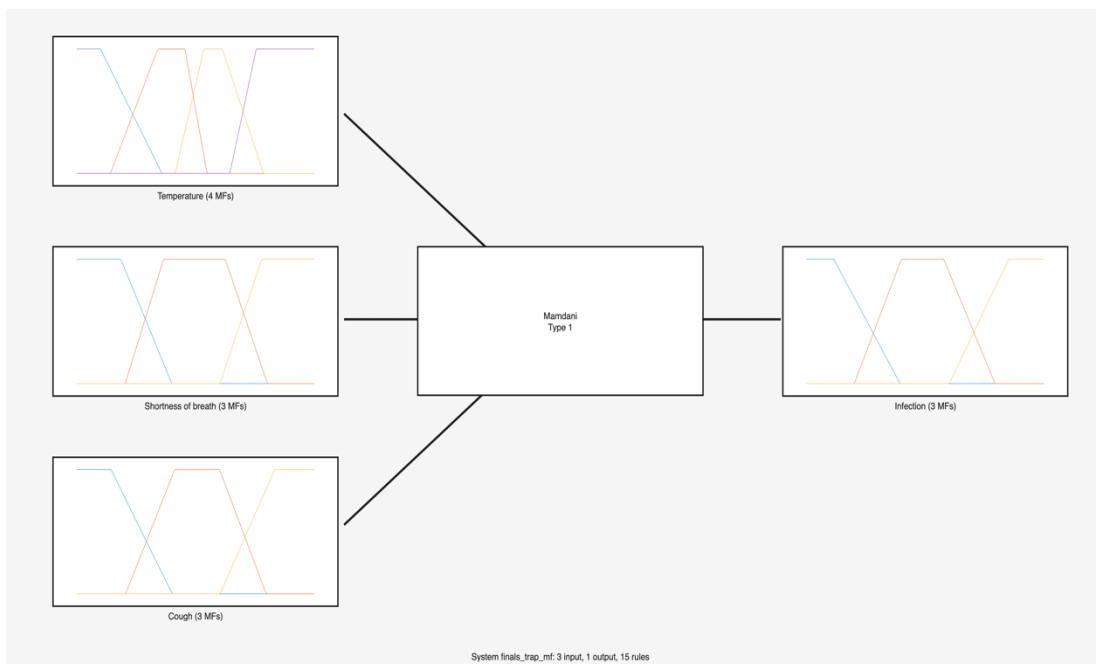 Temperature (4 MFs)
Shortness of breath (3 MFs)
Mamdani
Type 1
Infection (3 MFs)
Cough (3 MFs)
System finals_trap_mf: 3 input, 1 output, 15 rules